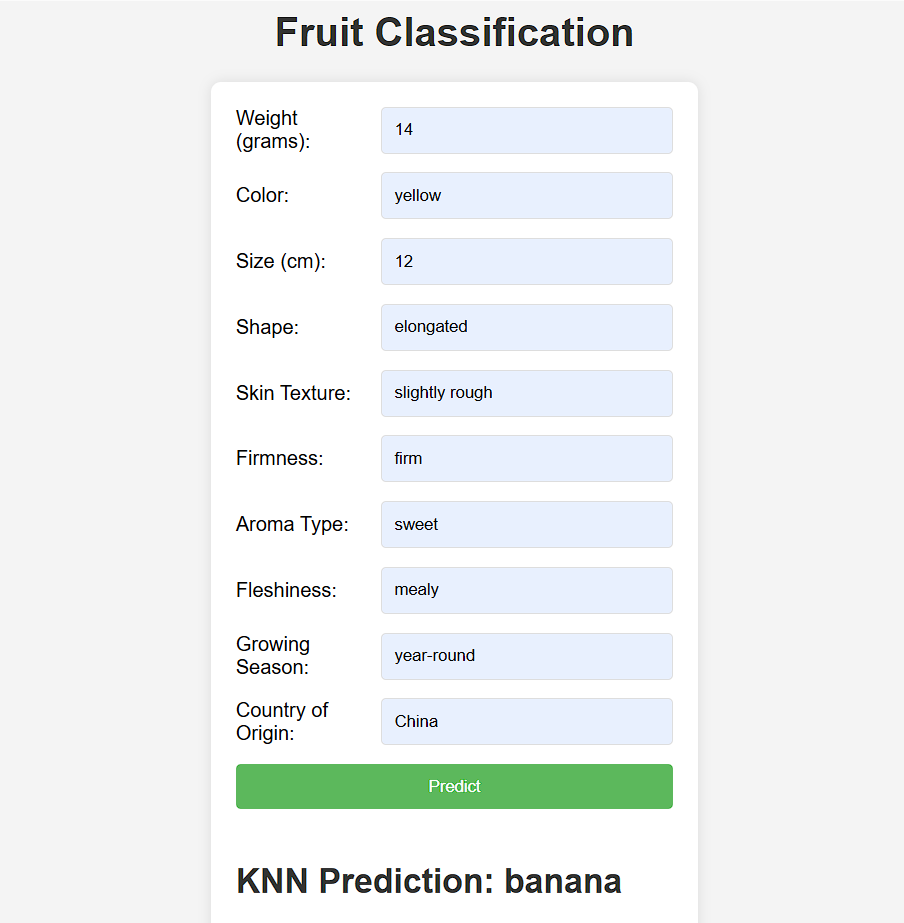 Fruit Classification
Weight
(grams):
14
Color:
yellow
Size (cm):
12
Shape:
elongated
Skin Texture:
slightly rough
Firmness:
firm
Aroma Type:
sweet
Fleshiness:
mealy
Growing
Season:
year-round
Country of
Origin:
China
Predict
KNN Prediction: banana